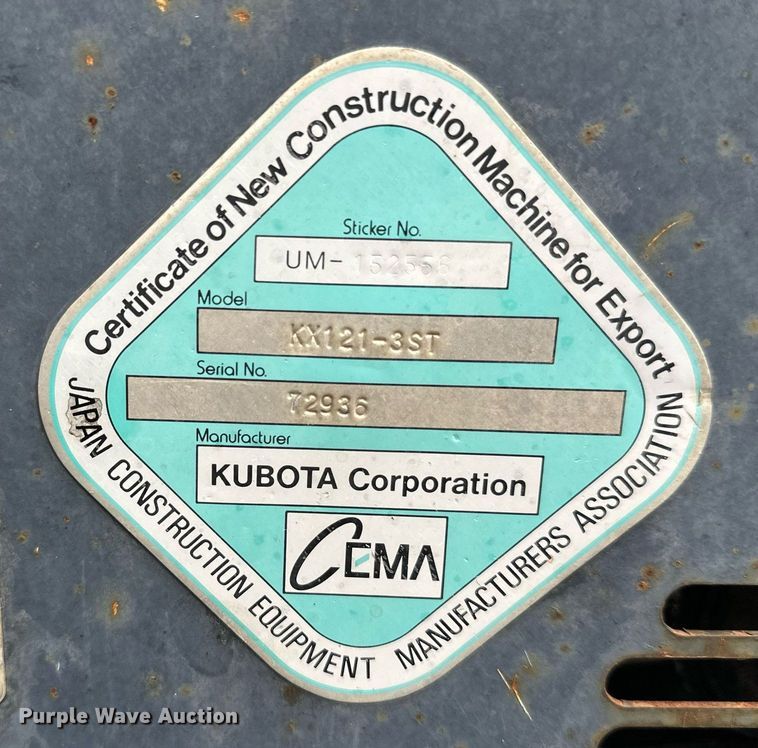 Certificate of New Construction Machine for Export
Sticker No.
UM-
Model
KX121-3ST
Serial No.
72936
Manufacturer
KUBOTA Corporation
CEMA
JAPAN CONSTRUCTION EQUIPMENT MANUFACTURERS ASSOCIATION
Purple Wave Auction